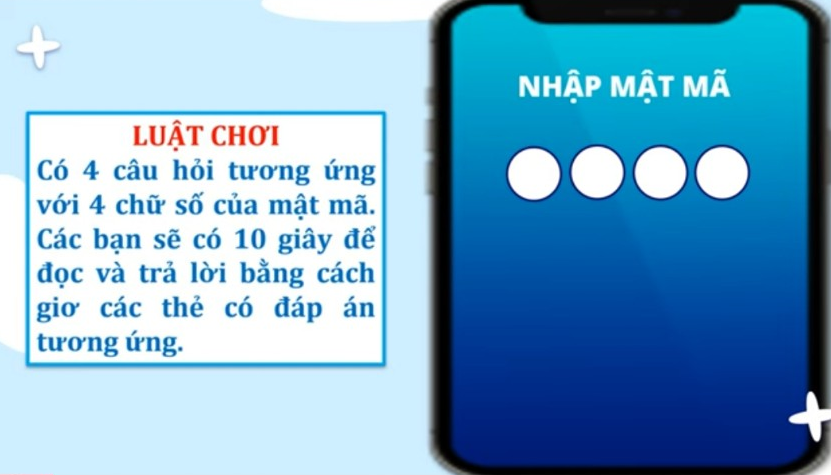 LUẬT CHƠI
Có 4 câu hỏi tương ứng
với 4 chữ số của mật mã.
Các bạn sẽ có 10 giây để
đọc và trả lời bằng cách
giơ các thẻ có đáp án
tương ứng.
NHẬP MẬT MÃ